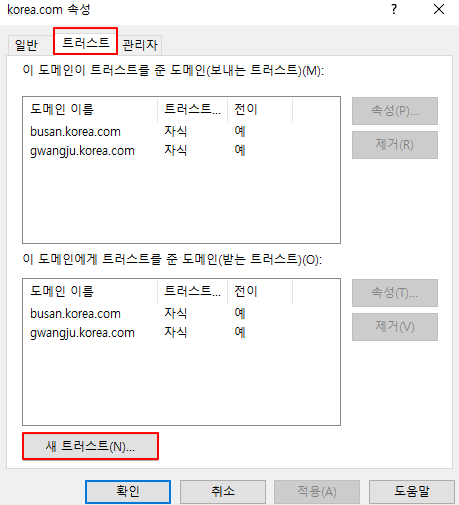 korea.com 속성
일반 트러스트 관리자
이 도메인이 트러스트를 준 도메인(보내는 트러스트)(M):
도메인 이름 트러스트... 전이
busan.korea.com 자식 예
gwangju.korea.com 자식 예
속성(P)...
제거(R)
이 도메인에게 트러스트를 준 도메인(받는 트러스트)(O):
도메인 이름 트러스트... 전이
busan.korea.com 자식 예
gwangju.korea.com 자식 예
속성(T)...
제거(V)
새 트러스트(N)...
확인 취소 적용(A) 도움말